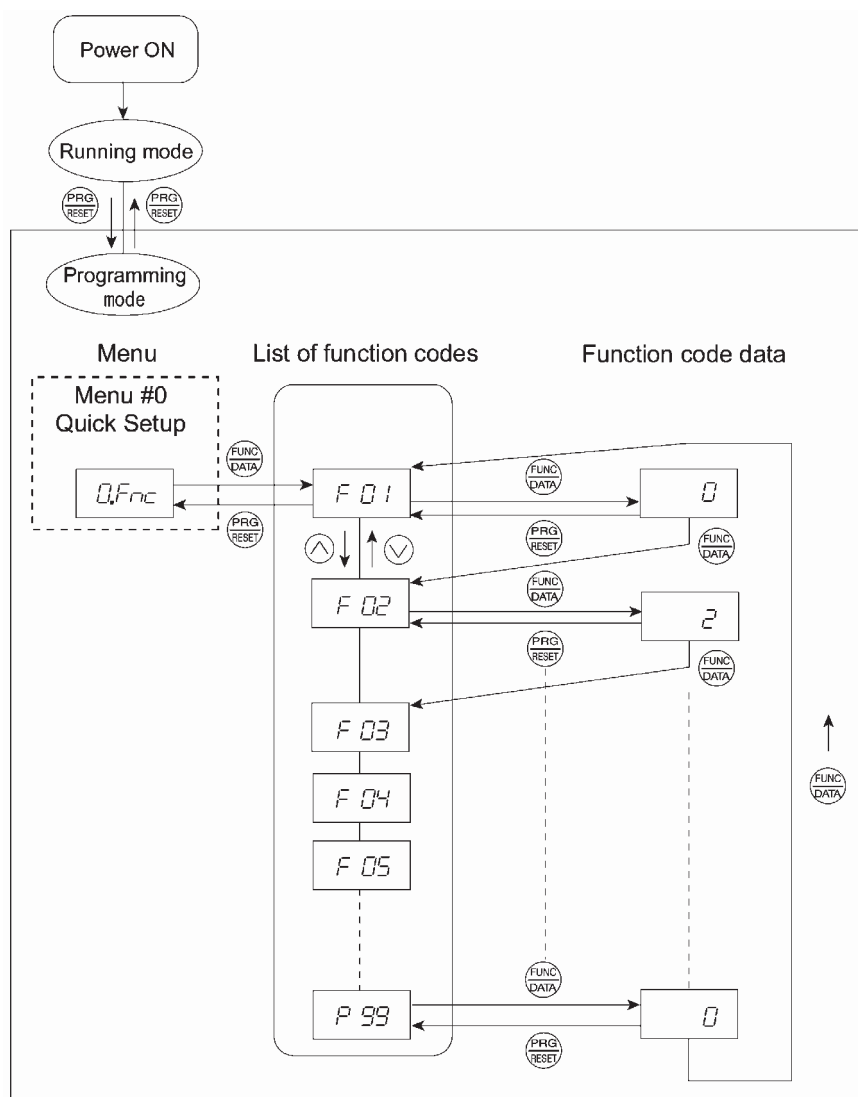 Power ON
Running mode
PRG
RESET
PRG
RESET
Programming
mode
Menu
List of function codes
Function code data
Menu #0
Quick Setup
FUNC
DATA
0.Fnc
F 01
FUNC
DATA
0
PRG
RESET
PRG
RESET
FUNC
DATA
F 02
FUNC
DATA
2
PRG
RESET
FUNC
DATA
F 03
FUNC
DATA
F 04
F 05
FUNC
DATA
P 99
0
PRG
RESET